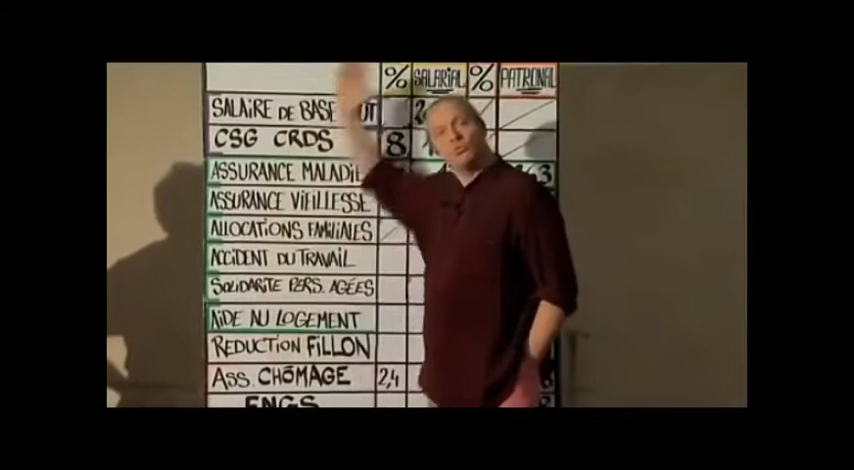 % SALARIAL % PATRONAL
SALAIRE DE BASE
CSG CRDS 8
ASSURANCE MALADIE
ASSURANCE VIEILLESSE
ALLOCATIONS FAMILIALES
ACCIDENT DU TRAVAIL
SOLIDARITE PERS. AGÉES
AIDE AU LOGEMENT
REDUCTION FILLON
ASS. CHÔMAGE 2,4